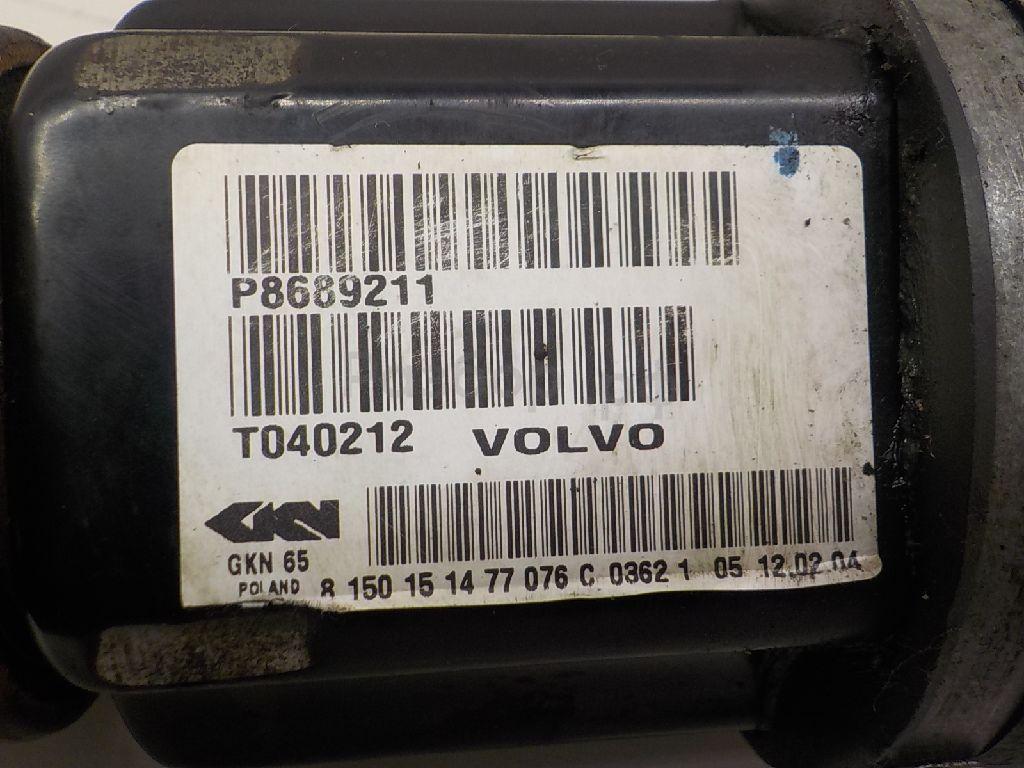 P8689211
T040212 VOLVO
GKN
GKN 65
POLAND 8 150 15 14 77 076 C 0362 1 05 12.02.04